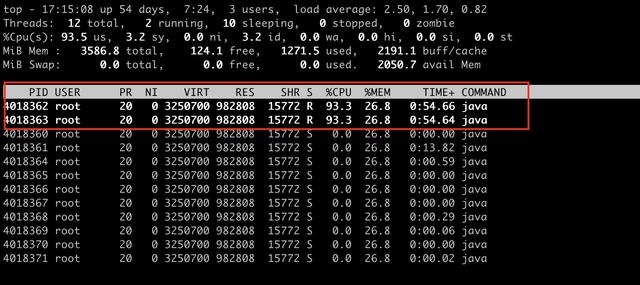 top - 17:15:08 up 54 days,  7:24,  3 users,  load average: 2.50, 1.70, 0.82
Threads:  12 total,   2 running,  10 sleeping,   0 stopped,   0 zombie
%Cpu(s): 93.5 us,  3.2 sy,  0.0 ni,  3.2 id,  0.0 wa,  0.0 hi,  0.0 si,  0.0 st
MiB Mem :   3586.8 total,    124.1 free,   1271.5 used,   2191.1 buff/cache
MiB Swap:      0.0 total,      0.0 free,      0.0 used.   2050.7 avail Mem
PID USER      PR  NI    VIRT    RES    SHR S  %CPU  %MEM     TIME+ COMMAND
4018362 root      20   0 3250700 982808  15772 R  93.3  26.8   0:54.66 java
4018363 root      20   0 3250700 982808  15772 R  93.3  26.8   0:54.64 java
4018360 root      20   0 3250700 982808  15772 S   0.0  26.8   0:00.00 java
4018361 root      20   0 3250700 982808  15772 S   0.0  26.8   0:13.82 java
4018364 root      20   0 3250700 982808  15772 S   0.0  26.8   0:00.59 java
4018365 root      20   0 3250700 982808  15772 S   0.0  26.8   0:00.00 java
4018366 root      20   0 3250700 982808  15772 S   0.0  26.8   0:00.00 java
4018367 root      20   0 3250700 982808  15772 S   0.0  26.8   0:00.00 java
4018368 root      20   0 3250700 982808  15772 S   0.0  26.8   0:00.29 java
4018369 root      20   0 3250700 982808  15772 S   0.0  26.8   0:00.06 java
4018370 root      20   0 3250700 982808  15772 S   0.0  26.8   0:00.00 java
4018371 root      20   0 3250700 982808  15772 S   0.0  26.8   0:00.02 java